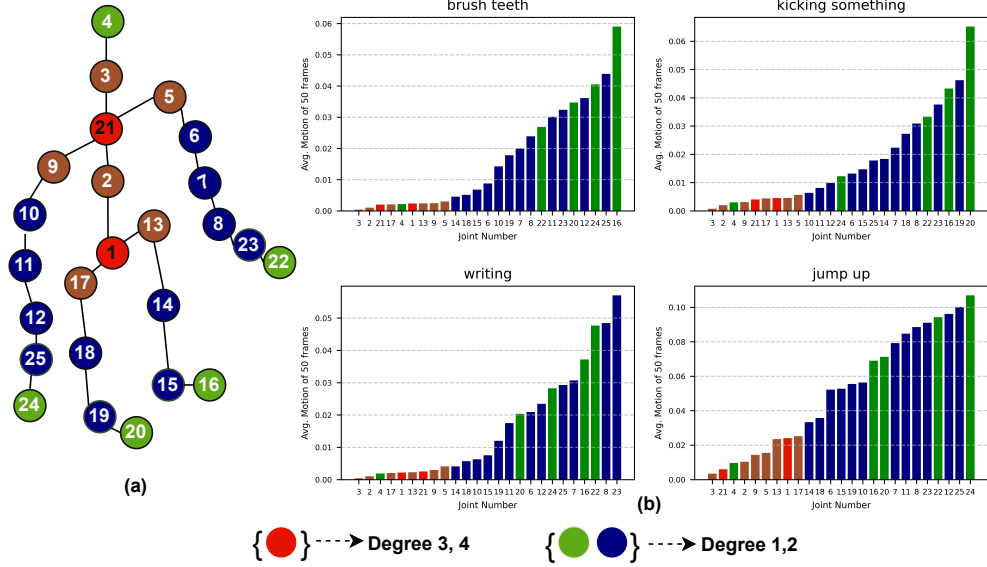 4
3
5
21
6
9
2
7
10
13
8
23
1
22
11
17
14
12
18
25
15
16
24
19
20
(a)
brush teeth
Avg. Motion of 50 frames
0.06
0.05
0.04
0.03
0.02
0.01
0.00
3 2 21 17 4 1 13 9 5 14 18 15 6 10 19 7 8 22 11 23 20 12 24 25 16
Joint Number
kicking something
Avg. Motion of 50 frames
0.06
0.05
0.04
0.03
0.02
0.01
0.00
3 2 4 9 21 17 1 13 5 10 11 12 24 6 15 25 14 7 18 8 22 23 16 19 20
Joint Number
writing
Avg. Motion of 50 frames
0.05
0.04
0.03
0.02
0.01
0.00
3 2 4 17 1 13 21 9 5 14 18 10 15 19 11 20 6 12 24 25 7 16 22 8 23
Joint Number
jump up
Avg. Motion of 50 frames
0.10
0.08
0.06
0.04
0.02
0.00
3 21 4 2 9 5 13 1 17 14 18 6 15 19 10 16 20 7 11 8 23 22 12 25 24
Joint Number
(b)
{ } Degree 3, 4
{ } Degree 1,2